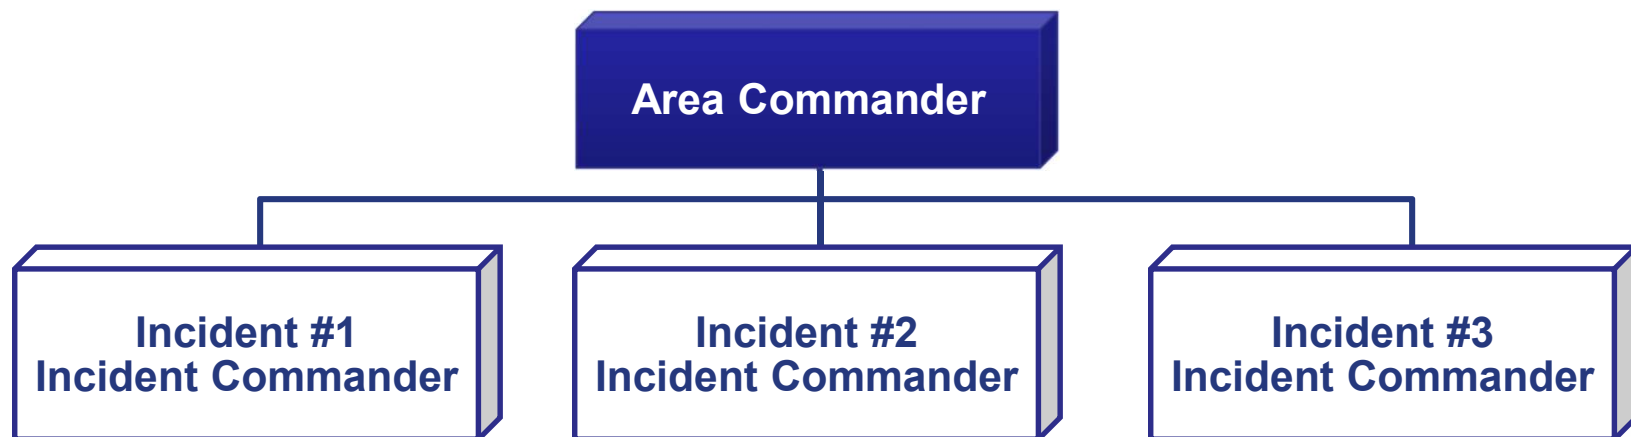 Area Commander
Incident #1
Incident Commander
Incident #2
Incident Commander
Incident #3
Incident Commander